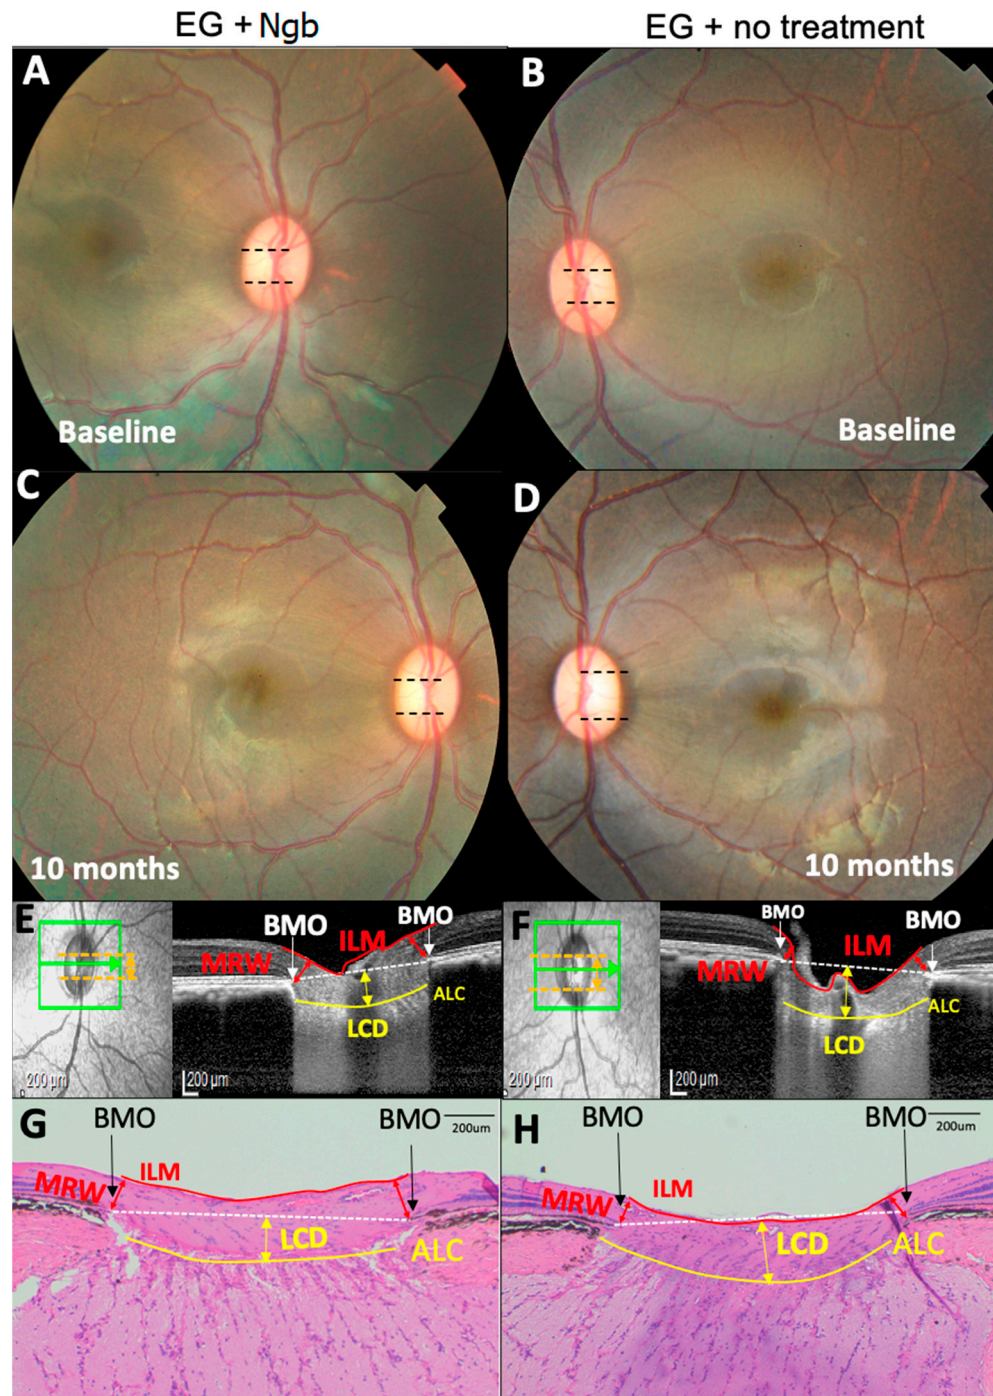 EG + Ngb
EG + no treatment
A
B
Baseline
Baseline
C
D
10 months
10 months
E
BMO
BMO
ILM
MRW
ALC
LCD
200 µm
200 µm
F
BMO
BMO
ILM
MRW
ALC
LCD
200 µm
200 µm
G
BMO
BMO
200um
ILM
MRW
LCD
ALC
H
BMO
BMO
200um
ILM
MRW
LCD
ALC